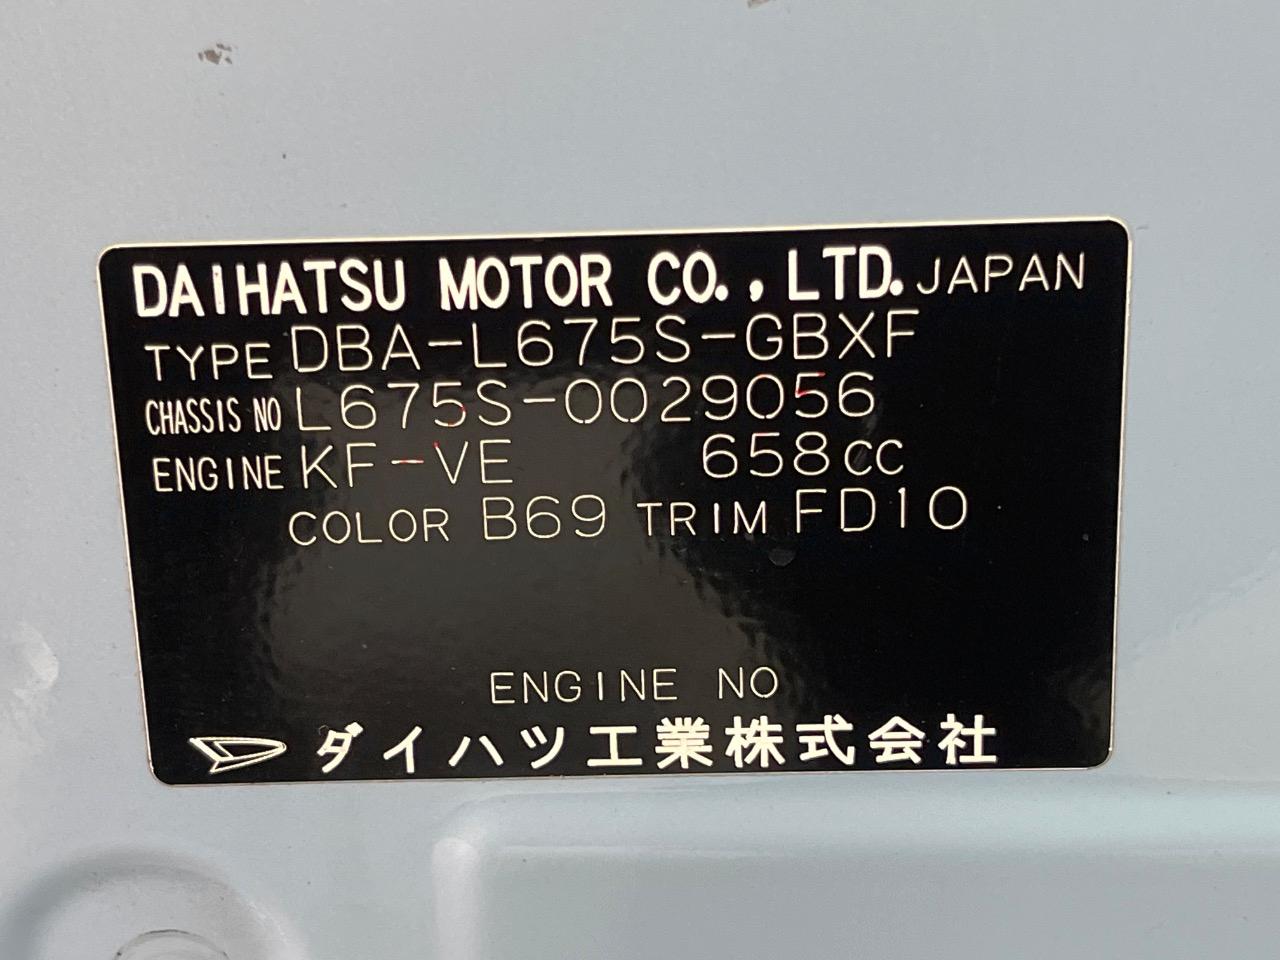 DAIHATSU MOTOR CO., LTD. JAPAN
TYPE DBA-L675S-GBXF
CHASSIS NO L675S-0029056
ENGINE KF-VE 658cc
COLOR B69 TRIM FD10
ENGINE NO
ダイハツ工業株式会社